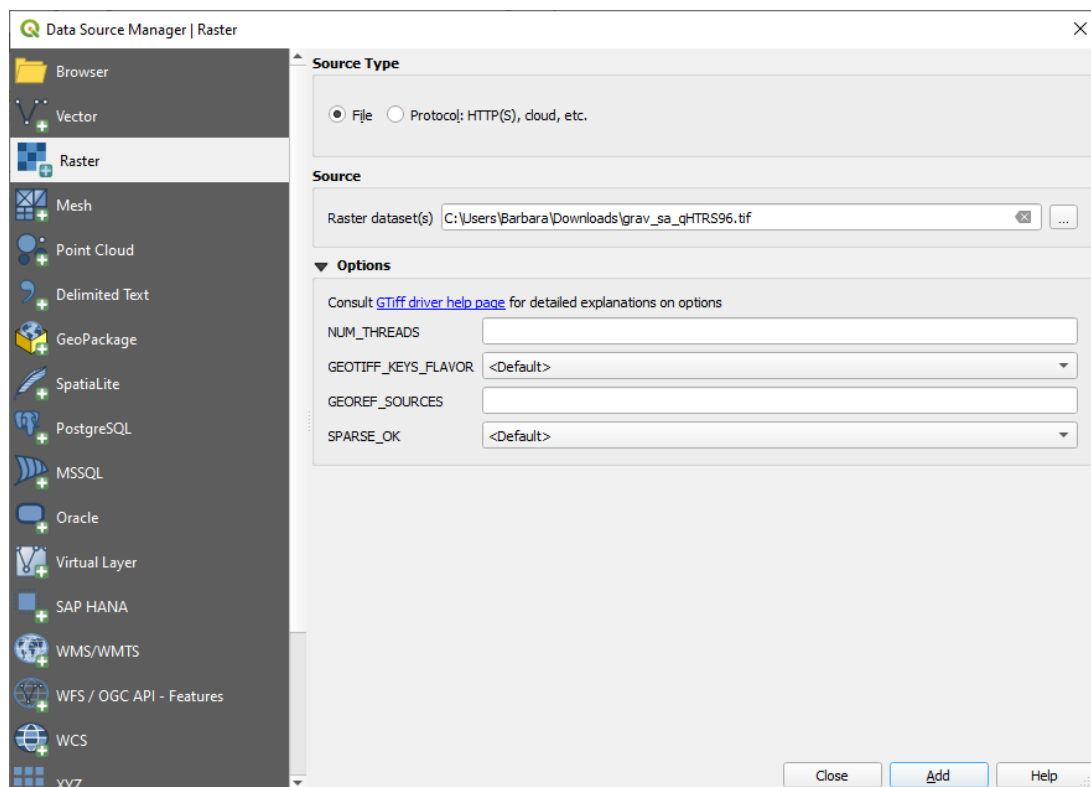 Data Source Manager | Raster
Browser
Vector
Raster
Mesh
Point Cloud
Delimited Text
GeoPackage
SpatiaLite
PostgreSQL
MSSQL
Oracle
Virtual Layer
SAP HANA
WMS/WMTS
WFS / OGC API - Features
WCS
XYZ
Source Type
File Protocol: HTTP(S), cloud, etc.
Source
Raster dataset(s) C:\Users\Barbara\Downloads\grav_sa_qHTRS96.tif ...
Options
Consult GTiff driver help page for detailed explanations on options
NUM_THREADS
GEOTIFF_KEYS_FLAVOR <Default>
GEOREF_SOURCES
SPARSE_OK <Default>
Close Add Help